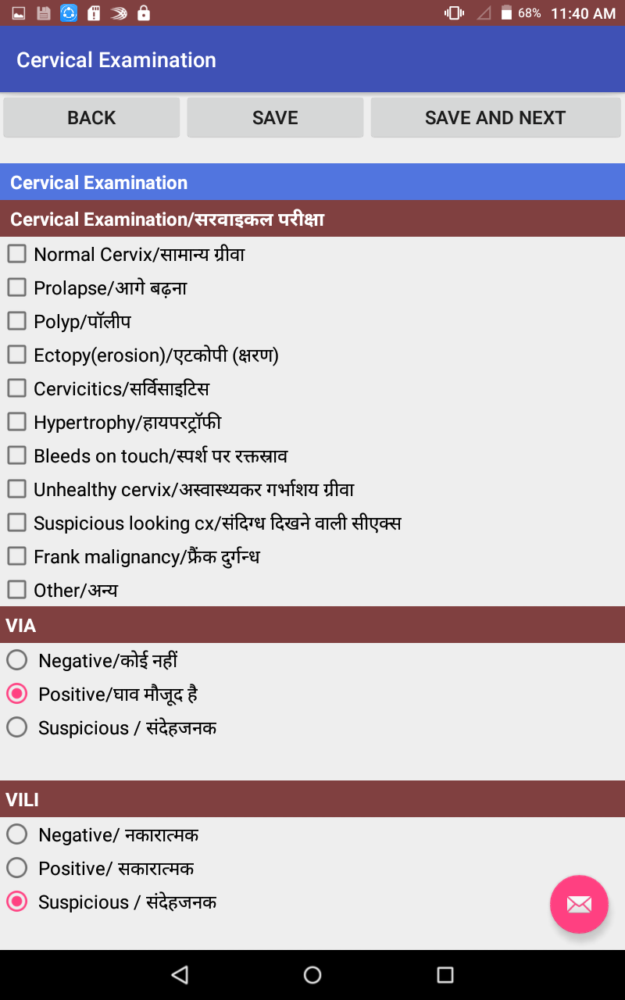 68% 11:40 AM
Cervical Examination
BACK SAVE SAVE AND NEXT
Cervical Examination
Cervical Examination/सरवाइकल परीक्षा
Normal Cervix/सामान्य ग्रीवा
Prolapse/आगे बढ़ना
Polyp/पॉलीप
Ectopy(erosion)/एटकोपी (क्षरण)
Cervicitics/सर्विसाइटिस
Hypertrophy/हायपरट्रॉफी
Bleeds on touch/स्पर्श पर रक्तस्राव
Unhealthy cervix/अस्वास्थ्यकर गर्भाशय ग्रीवा
Suspicious looking cx/संदिग्ध दिखने वाली सीएक्स
Frank malignancy/फ्रैंक दुर्गन्ध
Other/अन्य
VIA
Negative/कोई नहीं
Positive/घाव मौजूद है
Suspicious / संदेहजनक
VILI
Negative/ नकारात्मक
Positive/ सकारात्मक
Suspicious / संदेहजनक